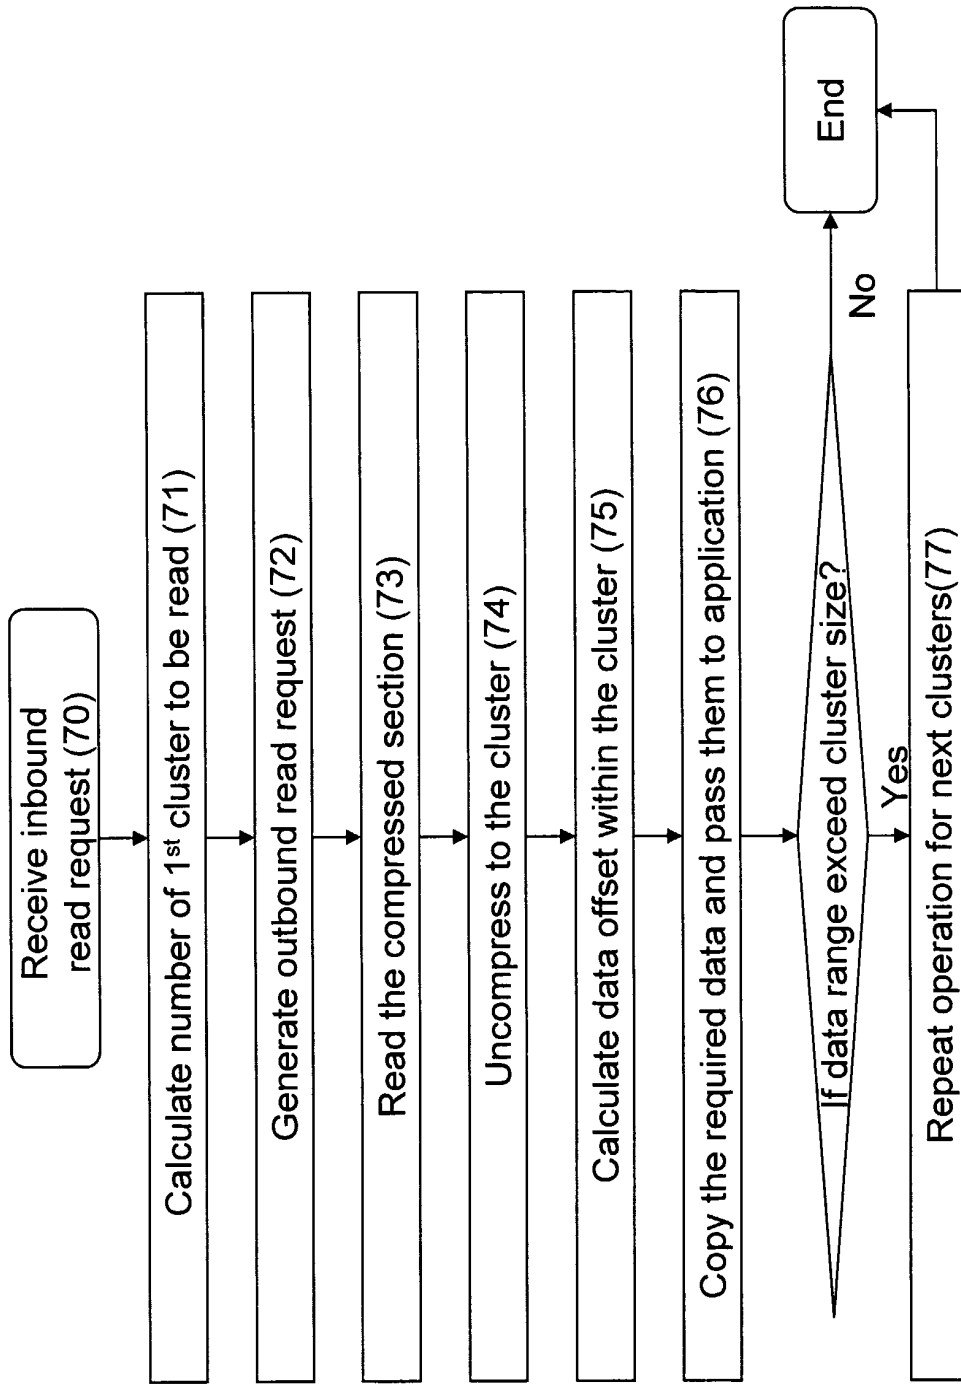 Receive inbound
read request (70)
Calculate number of 1st cluster to be read (71)
Generate outbound read request (72)
Read the compressed section (73)
Uncompress to the cluster (74)
Calculate data offset within the cluster (75)
Copy the required data and pass them to application (76)
If data range exceed cluster size?
No
End
Yes
Repeat operation for next clusters(77)